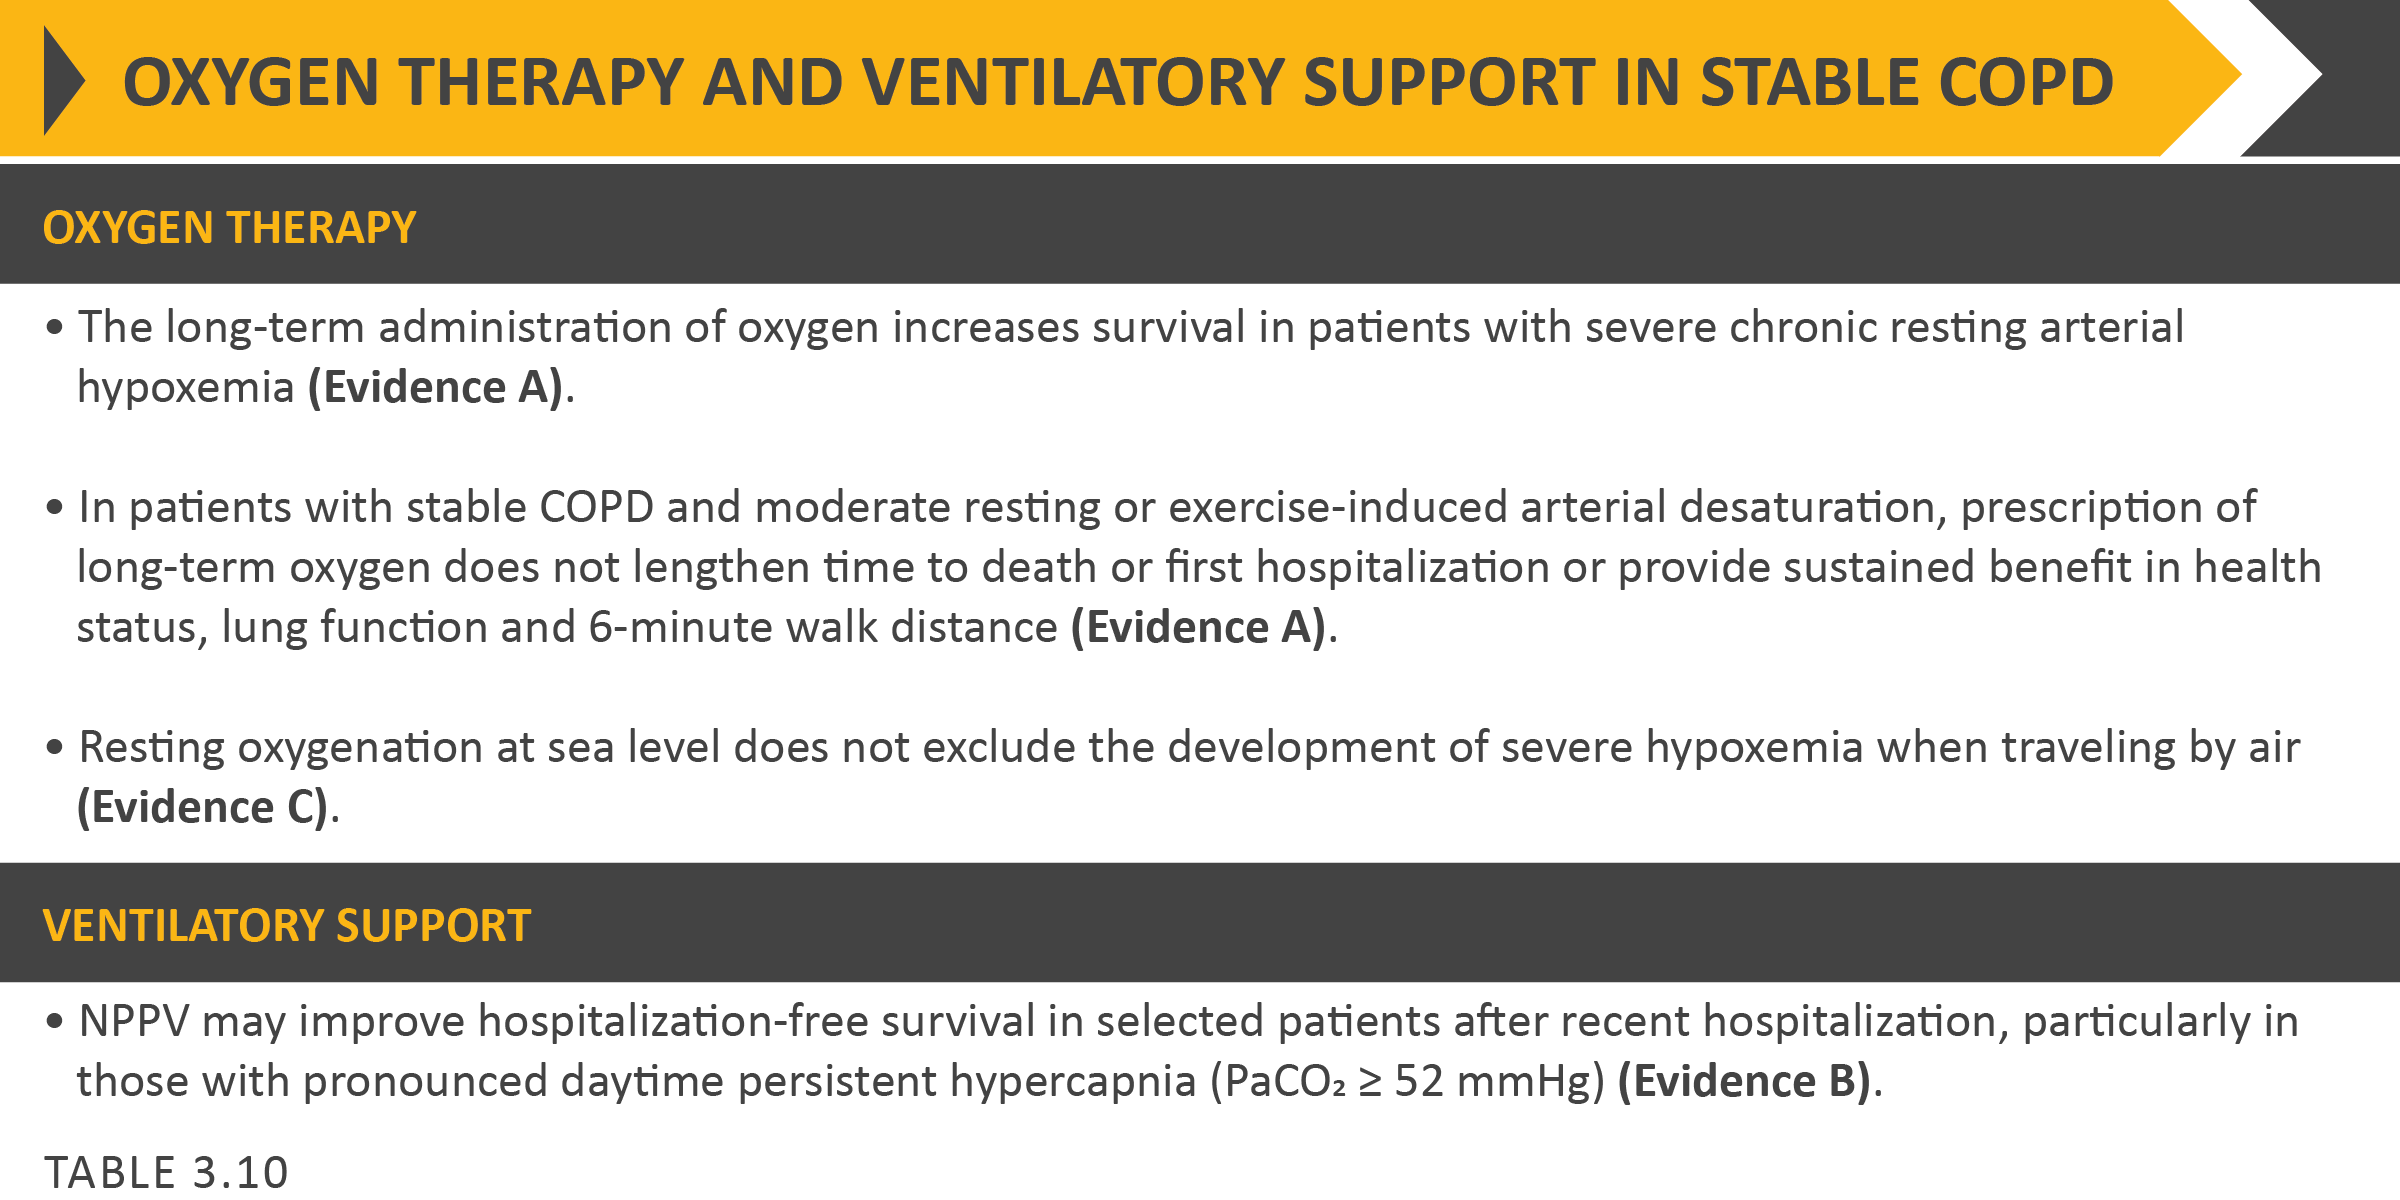 OXYGEN THERAPY AND VENTILATORY SUPPORT IN STABLE COPD
OXYGEN THERAPY
• The long-term administration of oxygen increases survival in patients with severe chronic resting arterial
hypoxemia (Evidence A).
• In patients with stable COPD and moderate resting or exercise-induced arterial desaturation, prescription of
long-term oxygen does not lengthen time to death or first hospitalization or provide sustained benefit in health
status, lung function and 6-minute walk distance (Evidence A).
• Resting oxygenation at sea level does not exclude the development of severe hypoxemia when traveling by air
(Evidence C).
VENTILATORY SUPPORT
• NPPV may improve hospitalization-free survival in selected patients after recent hospitalization, particularly in
those with pronounced daytime persistent hypercapnia (PaCO₂ ≥ 52 mmHg) (Evidence B).
TABLE 3.10